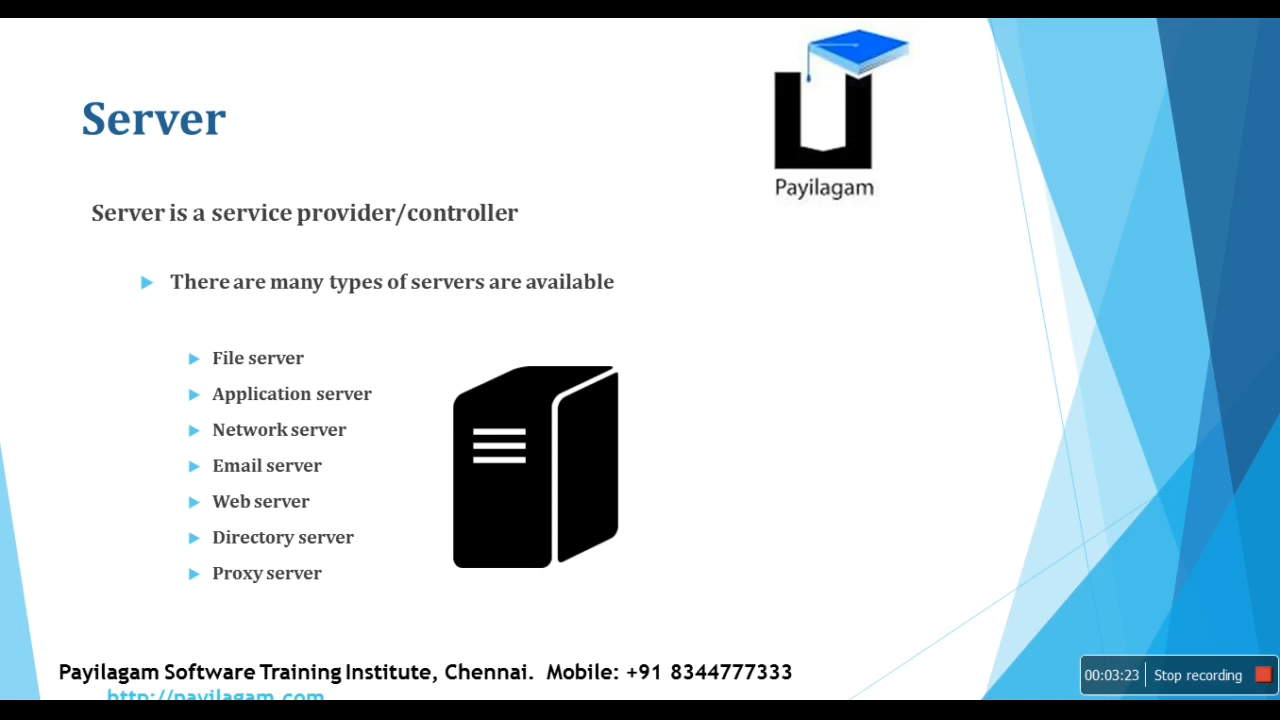 Payilagam
Server
Server is a service provider/controller
There are many types of servers are available
File server
Application server
Network server
Email server
Web server
Directory server
Proxy server
Payilagam Software Training Institute, Chennai. Mobile: +91 8344777333
http://payilagam.com
00:03:23 Stop recording